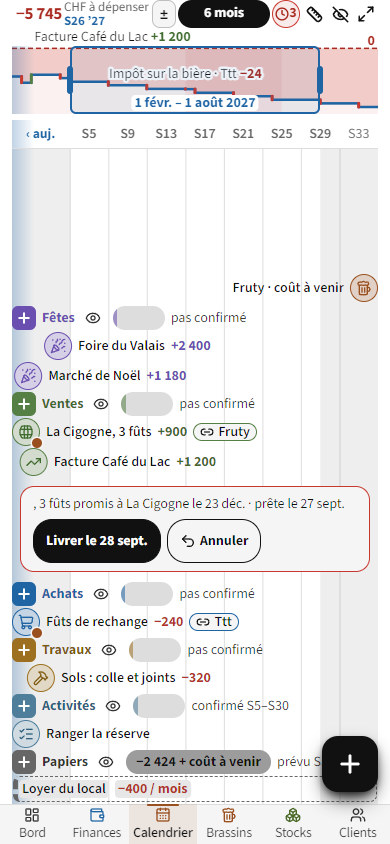 −5 745 CHF à dépenser S26 ’27 ± 6 mois 3
Facture Café du Lac +1 200
0
Impôt sur la bière · Ttt −24
1 févr. – 1 août 2027
‹ auj. S5 S9 S13 S17 S21 S25 S29 S33
Fruty · coût à venir
Fêtes pas confirmé
Foire du Valais +2 400
Marché de Noël +1 180
Ventes pas confirmé
La Cigogne, 3 fûts +900 Fruty
Facture Café du Lac +1 200
, 3 fûts promis à La Cigogne le 23 déc. · prête le 27 sept.
Livrer le 28 sept. Annuler
Achats pas confirmé
Fûts de rechange −240 Ttt
Travaux pas confirmé
Sols : colle et joints −320
Activités confirmé S5–S30
Ranger la réserve
Papiers −2 424 + coût à venir prévu S
Loyer du local −400 / mois
Bord Finances Calendrier Brassins Stocks Clients